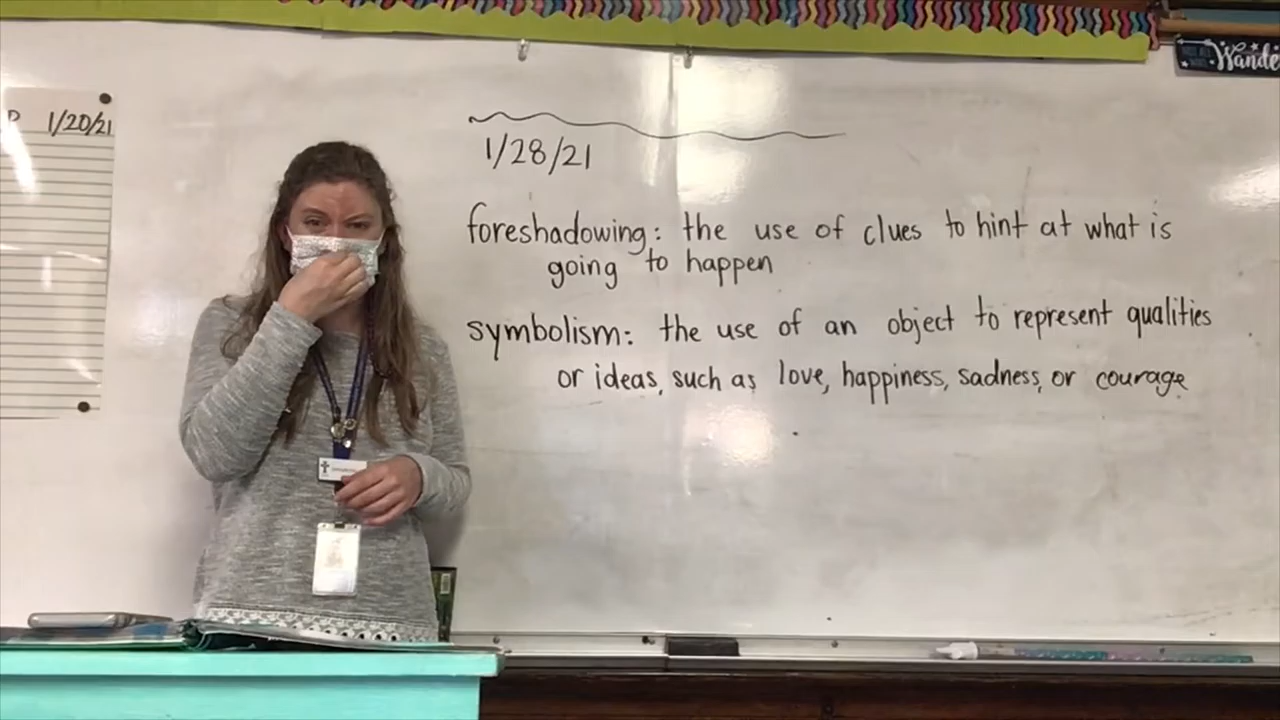 1/20/21
Wande
1/28/21
foreshadowing: the use of clues to hint at what is
going to happen
symbolism: the use of an object to represent qualities
or ideas, such as love, happiness, sadness, or courage